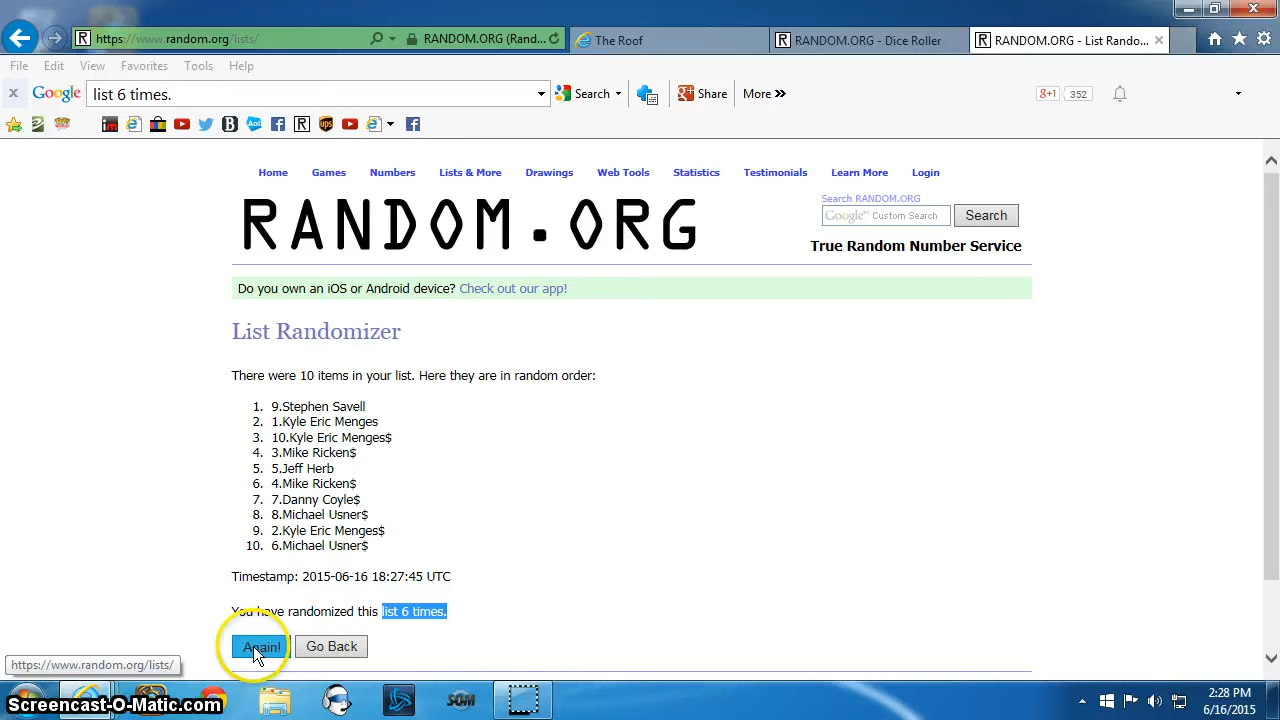 https://www.random.org/lists/
RANDOM.ORG (Rand...
The Roof
RANDOM.ORG - Dice Roller
RANDOM.ORG - List Rando...
File Edit View Favorites Tools Help
x Google list 6 times. Search Share More » 352
Home Games Numbers Lists & More Drawings Web Tools Statistics Testimonials Learn More Login
RANDOM.ORG
Search RANDOM.ORG
Google™ Custom Search Search
True Random Number Service
Do you own an iOS or Android device? Check out our app!
List Randomizer
There were 10 items in your list. Here they are in random order:
1. 9.Stephen Savell
2. 1.Kyle Eric Menges
3. 10.Kyle Eric Menges$
4. 3.Mike Ricken$
5. 5.Jeff Herb
6. 4.Mike Ricken$
7. 7.Danny Coyle$
8. 8.Michael Usner$
9. 2.Kyle Eric Menges$
10. 6.Michael Usner$
Timestamp: 2015-06-16 18:27:45 UTC
You have randomized this list 6 times.
Again! Go Back
https://www.random.org/lists/
Screencast-O-Matic.com
SOM
2:28 PM
6/16/2015